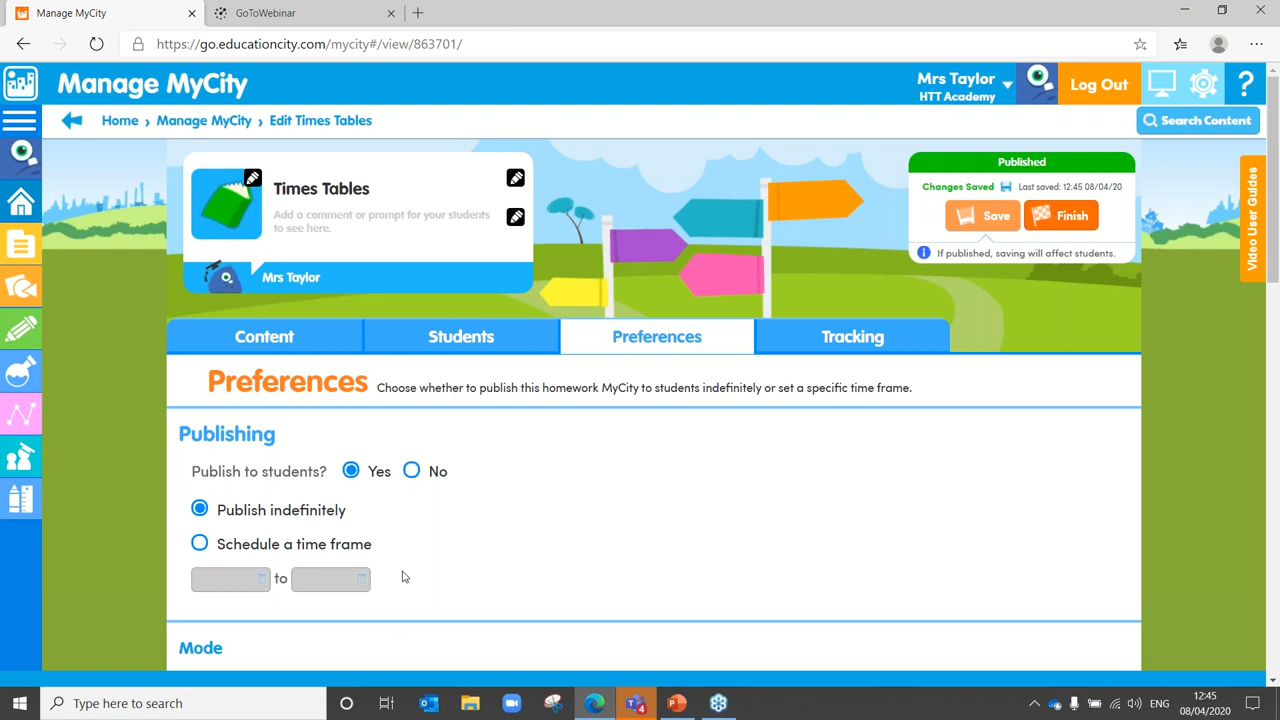 Manage MyCity
GoToWebinar
https://go.educationcity.com/mycity#/view/863701/
Manage MyCity
Mrs Taylor
HTT Academy
Log Out
?
Home › Manage MyCity › Edit Times Tables
Search Content
Times Tables
Add a comment or prompt for your students
to see here.
Mrs Taylor
Published
Changes Saved Last saved: 12:45 08/04/20
Save Finish
If published, saving will affect students.
Video User Guides
Content Students Preferences Tracking
Preferences Choose whether to publish this homework MyCity to students indefinitely or set a specific time frame.
Publishing
Publish to students? Yes No
Publish indefinitely
Schedule a time frame
to
Mode
Type here to search
4
ENG
12:45
08/04/2020